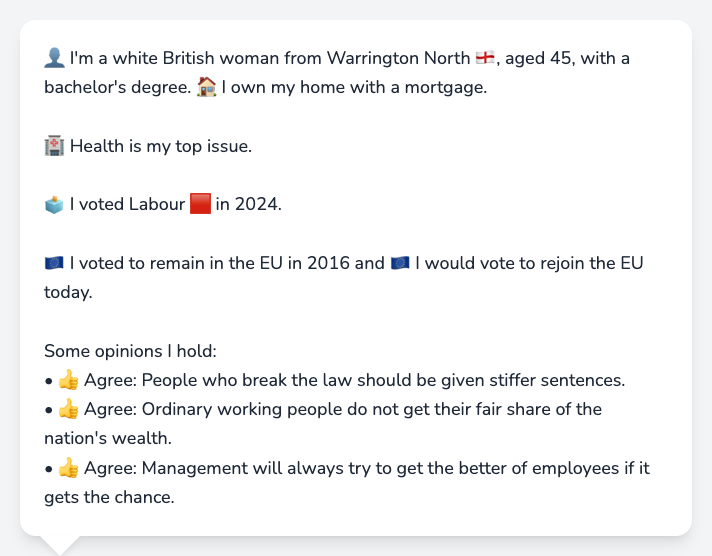 👤 I'm a white British woman from Warrington North 🏴󠁧󠁢󠁥󠁮󠁧󠁿, aged 45, with a
bachelor's degree. 🏠 I own my home with a mortgage.
🏥 Health is my top issue.
🗳️ I voted Labour 🟥 in 2024.
🇪🇺 I voted to remain in the EU in 2016 and 🇪🇺 I would vote to rejoin the EU
today.
Some opinions I hold:
• 👍 Agree: People who break the law should be given stiffer sentences.
• 👍 Agree: Ordinary working people do not get their fair share of the
nation's wealth.
• 👍 Agree: Management will always try to get the better of employees if it
gets the chance.